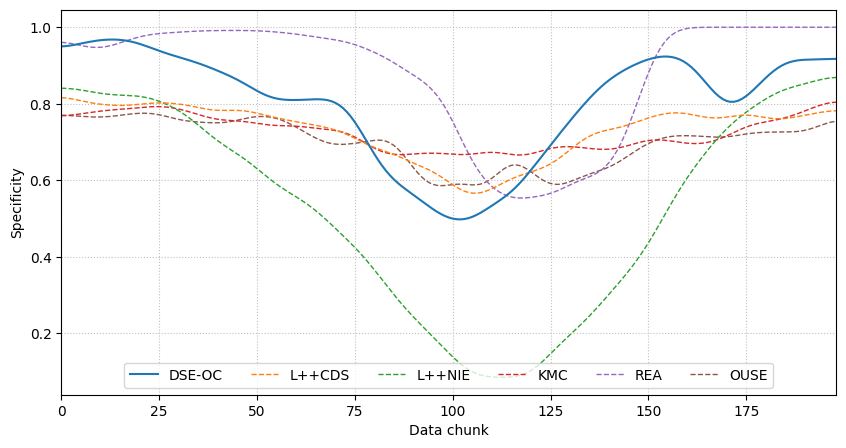 Specificity
1.0
0.8
0.6
0.4
0.2
DSE-OC L++CDS L++NIE KMC REA OUSE
0 25 50 75 100 125 150 175
Data chunk